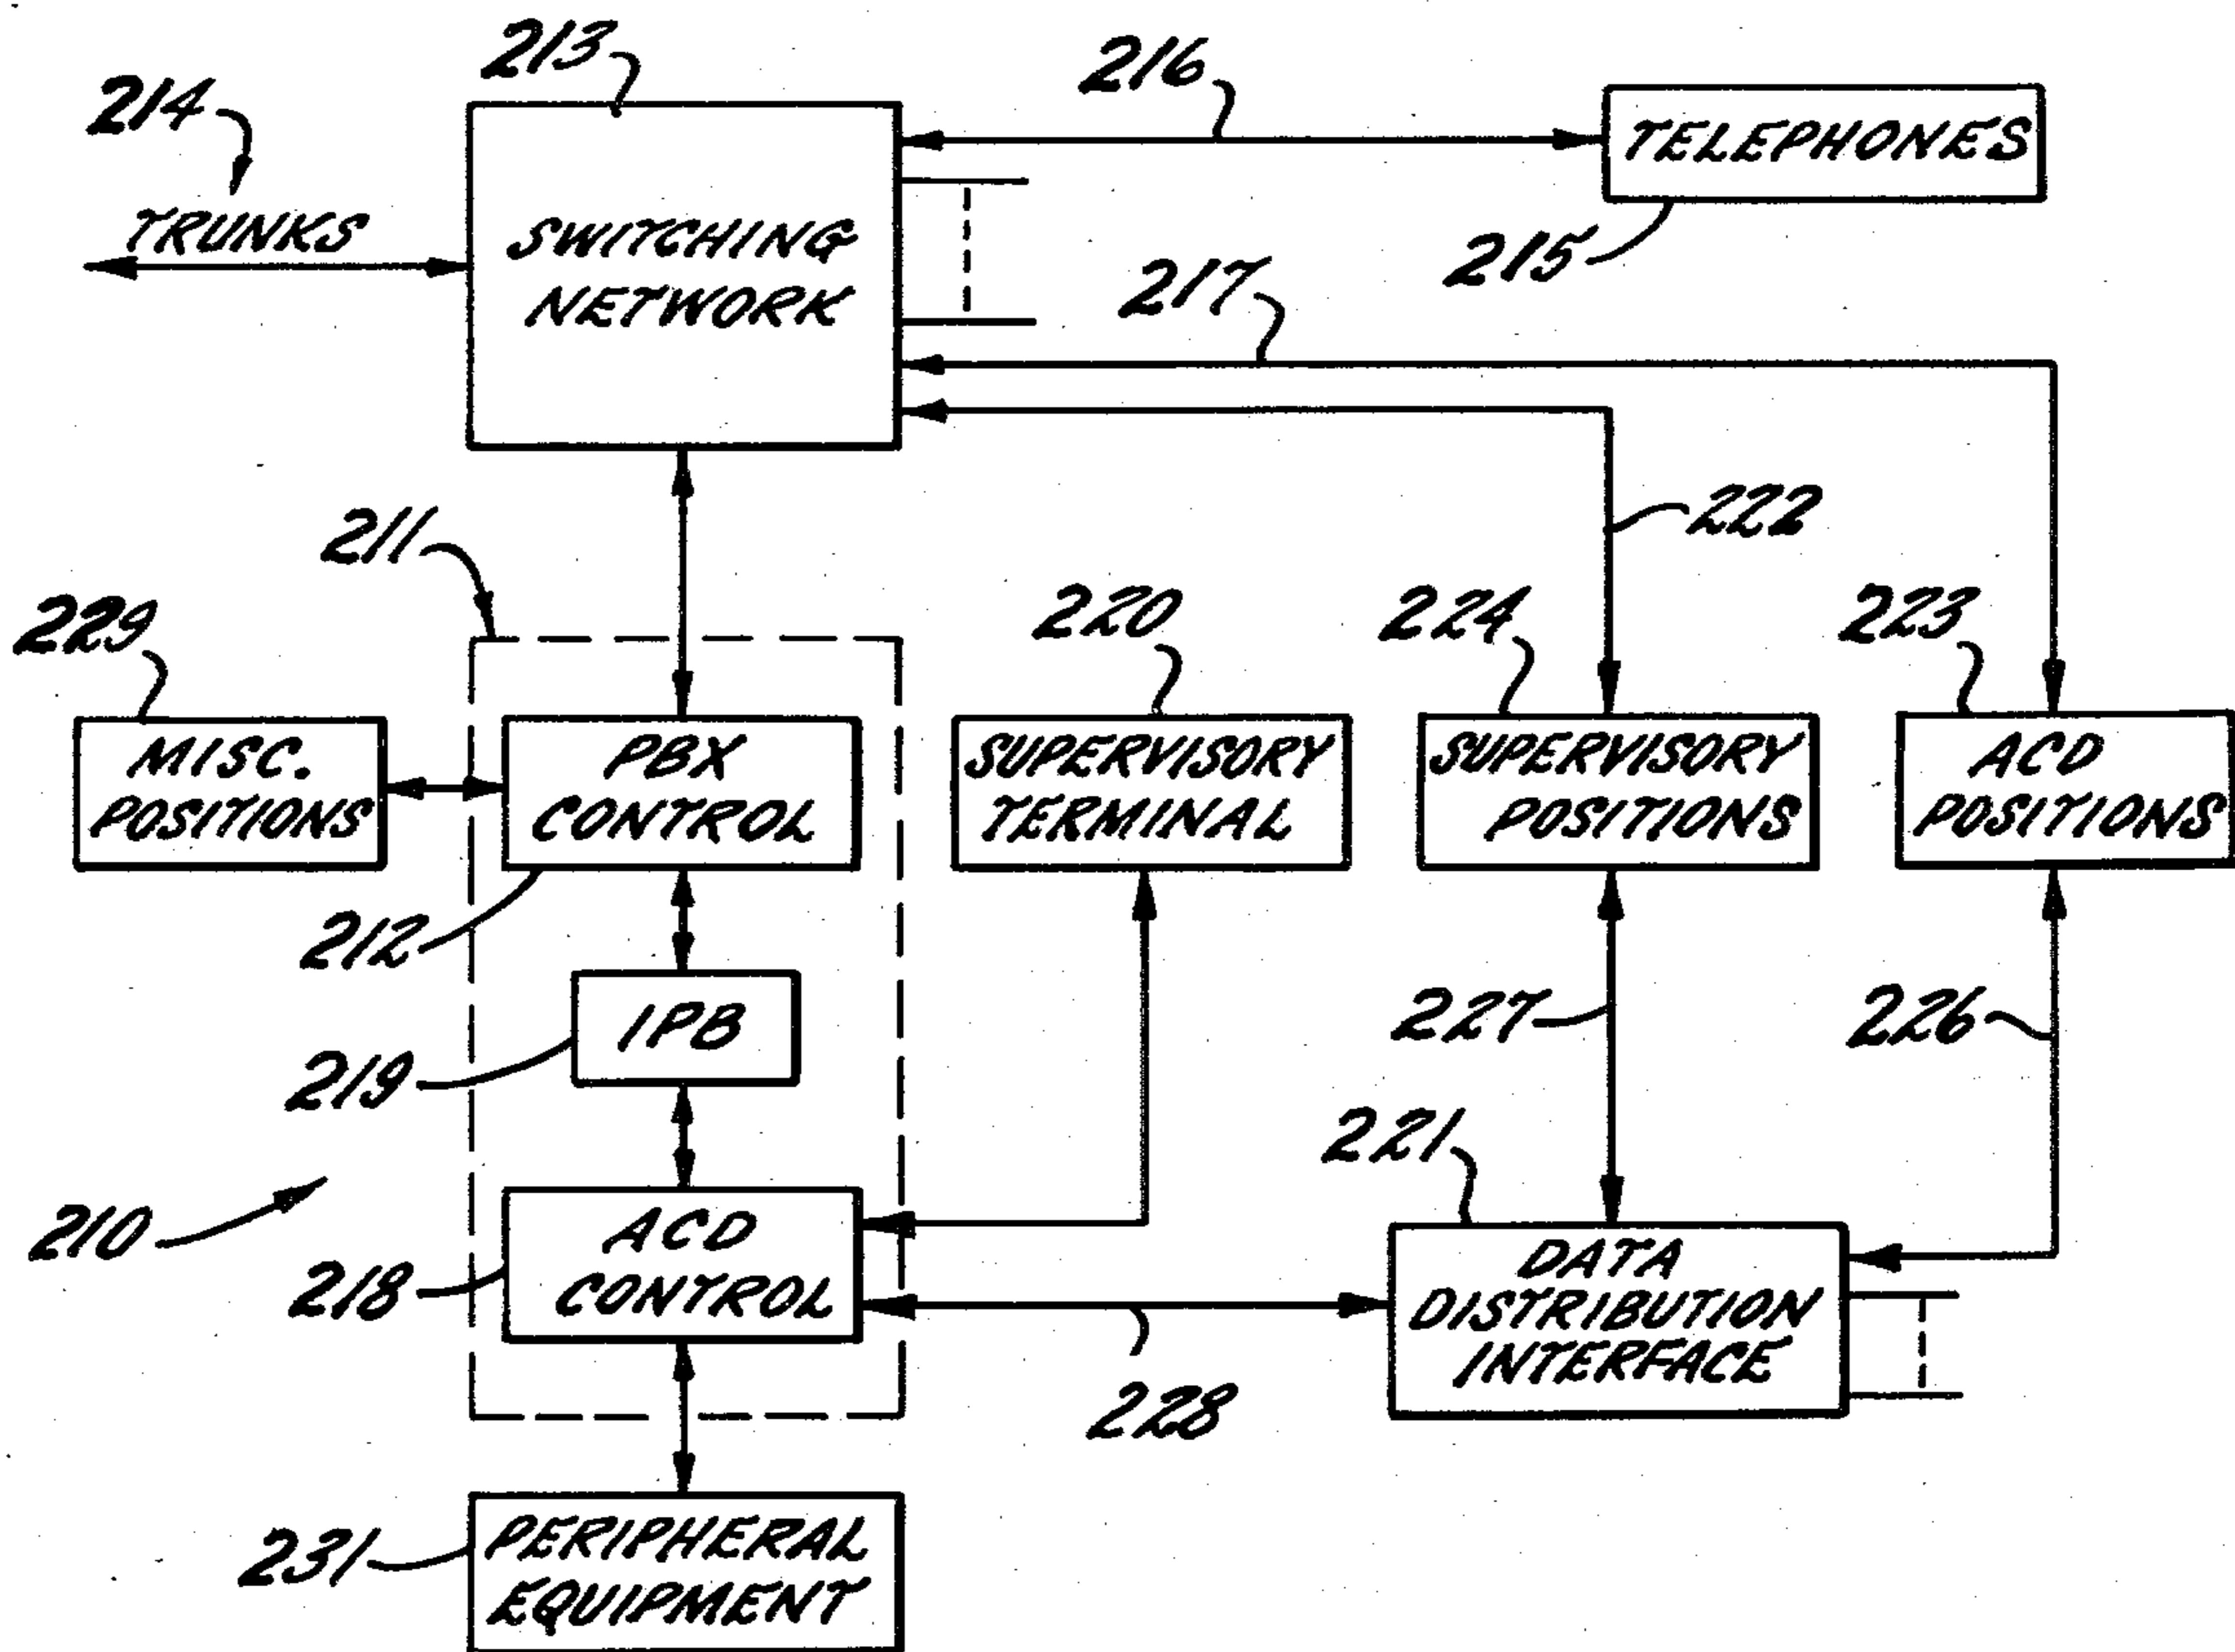 213
216
214
TELEPHONES
TRUNKS
SWITCHING
NETWORK
215
217
211
222
229
220
224
223
MISC.
POSITIONS
PBX
CONTROL
SUPERVISORY
TERMINAL
SUPERVISORY
POSITIONS
ACD
POSITIONS
212
IPB
227
226
219
221
210
218
ACD
CONTROL
DATA
DISTRIBUTION
INTERFACE
228
231
PERIPHERAL
EQUIPMENT